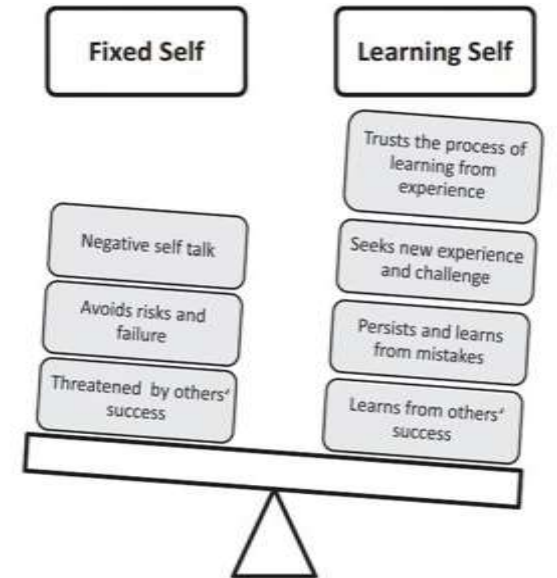 Fixed Self
Learning Self
Trusts the process of
learning from
experience
Negative self talk
Seeks new experience
and challenge
Avoids risks and
failure
Persists and learns
from mistakes
Threatened by others‘
success
Learns from others‘
success